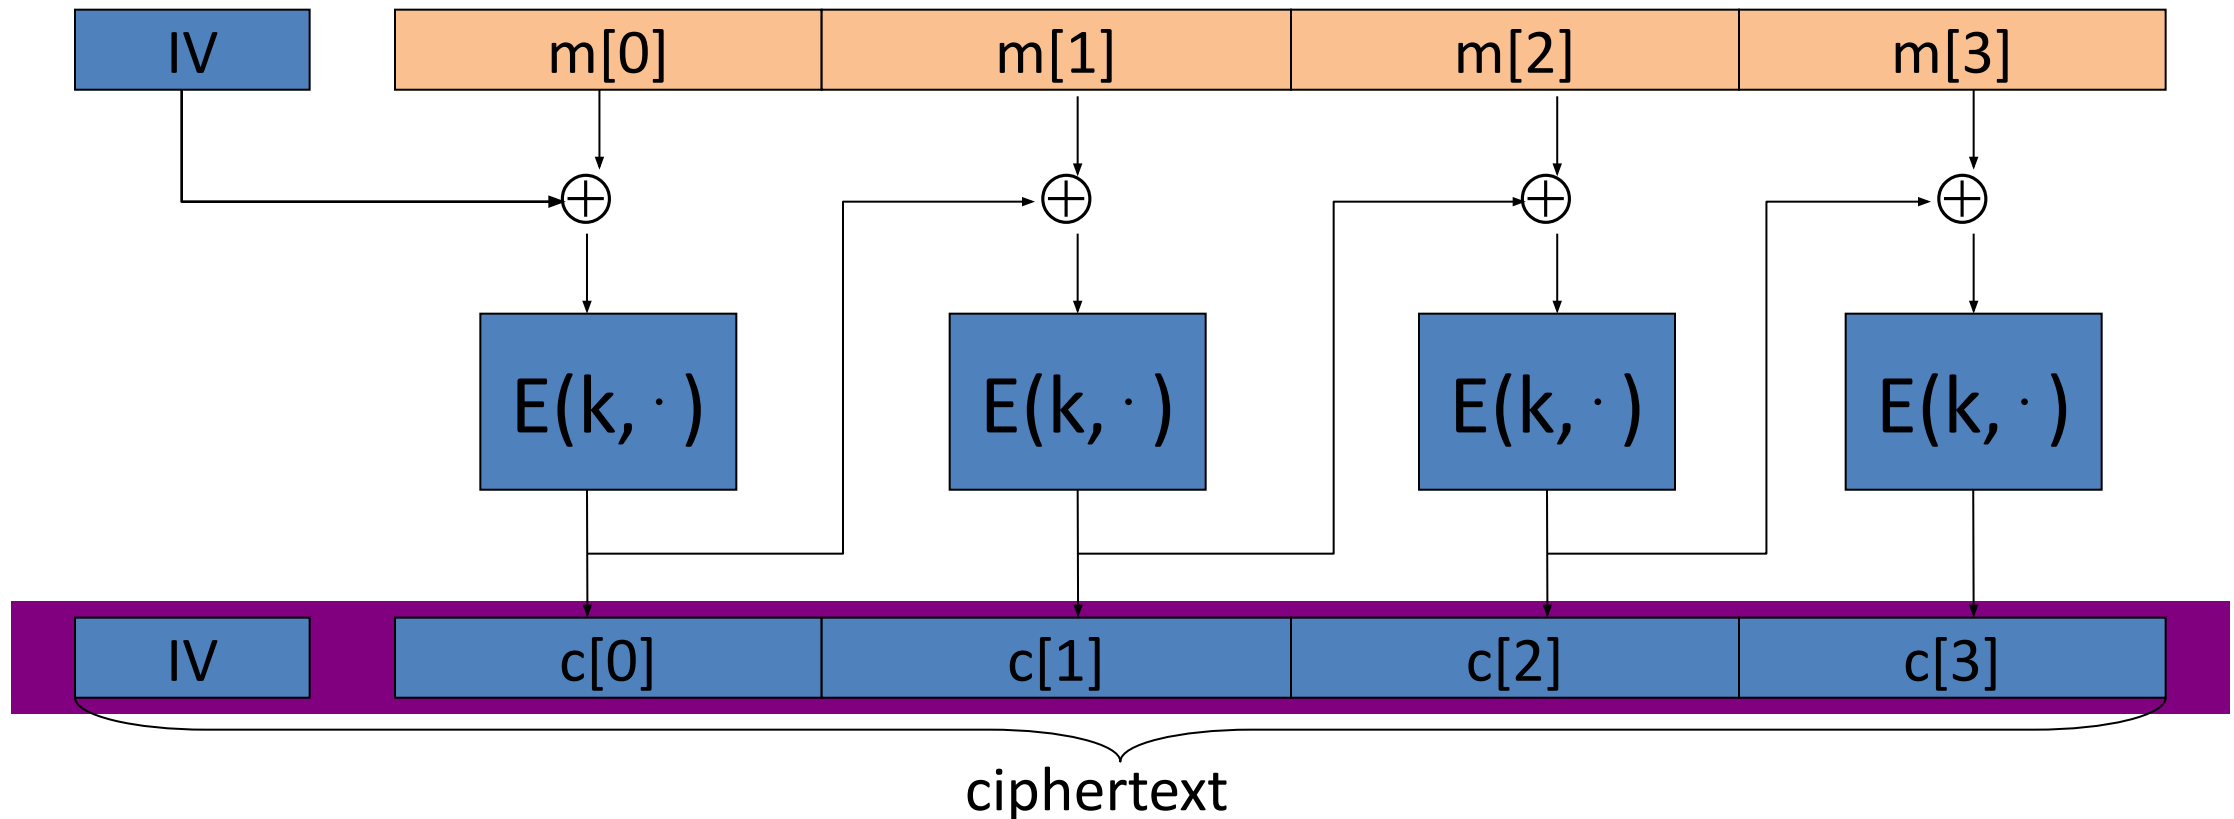 IV m[0] m[1] m[2] m[3]
E(k, · ) E(k, · ) E(k, · ) E(k, · )
IV c[0] c[1] c[2] c[3]
ciphertext